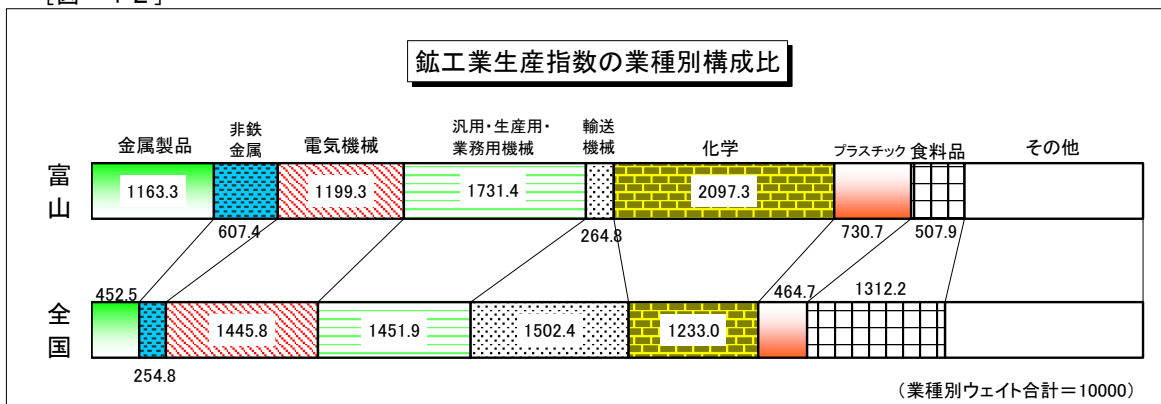 [図－１２]
鉱工業生産指数の業種別構成比
金属製品
非鉄
金属
電気機械
汎用・生産用・
業務用機械
輸送
機械
化学
プラスチック
食料品
その他
富
山
1163.3
1199.3
1731.4
2097.3
607.4
264.8
730.7
507.9
452.5
464.7
1312.2
全
国
1445.8
1451.9
1502.4
1233.0
254.8
（業種別ウェイト合計＝10000）